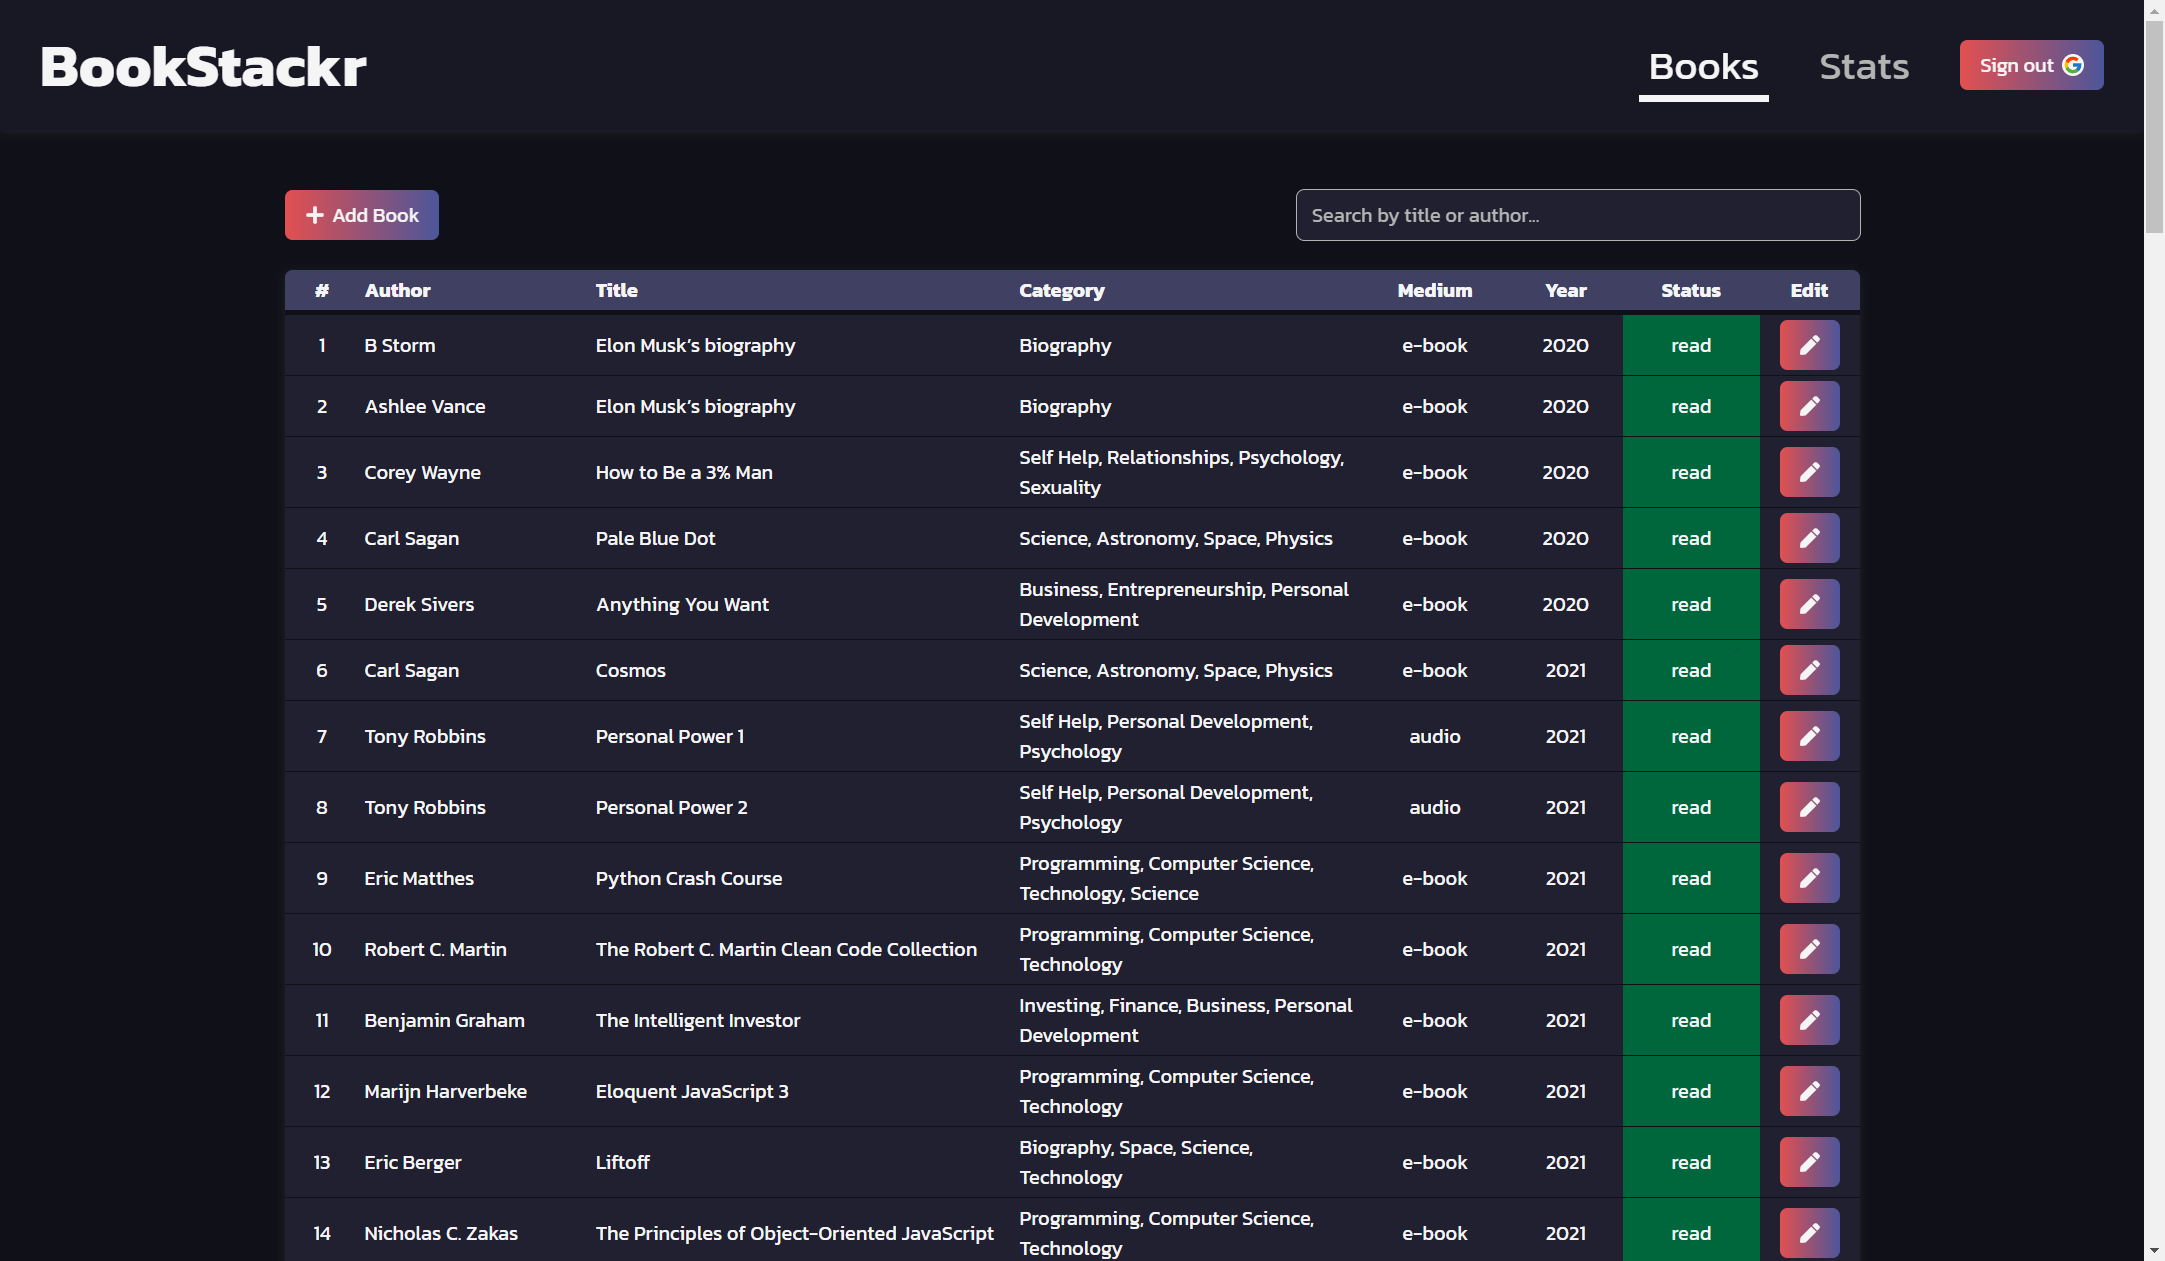 BookStackr
Books Stats Sign out
Add Book Search by title or author...
# Author Title Category Medium Year Status Edit
1 B Storm Elon Musk’s biography Biography e-book 2020 read
2 Ashlee Vance Elon Musk’s biography Biography e-book 2020 read
3 Corey Wayne How to Be a 3% Man Self Help, Relationships, Psychology,
Sexuality e-book 2020 read
4 Carl Sagan Pale Blue Dot Science, Astronomy, Space, Physics e-book 2020 read
5 Derek Sivers Anything You Want Business, Entrepreneurship, Personal
Development e-book 2020 read
6 Carl Sagan Cosmos Science, Astronomy, Space, Physics e-book 2021 read
7 Tony Robbins Personal Power 1 Self Help, Personal Development,
Psychology audio 2021 read
8 Tony Robbins Personal Power 2 Self Help, Personal Development,
Psychology audio 2021 read
9 Eric Matthes Python Crash Course Programming, Computer Science,
Technology, Science e-book 2021 read
10 Robert C. Martin The Robert C. Martin Clean Code Collection Programming, Computer Science,
Technology e-book 2021 read
11 Benjamin Graham The Intelligent Investor Investing, Finance, Business, Personal
Development e-book 2021 read
12 Marijn Harverbeke Eloquent JavaScript 3 Programming, Computer Science,
Technology e-book 2021 read
13 Eric Berger Liftoff Biography, Space, Science,
Technology e-book 2021 read
14 Nicholas C. Zakas The Principles of Object-Oriented JavaScript Programming, Computer Science,
Technology e-book 2021 read